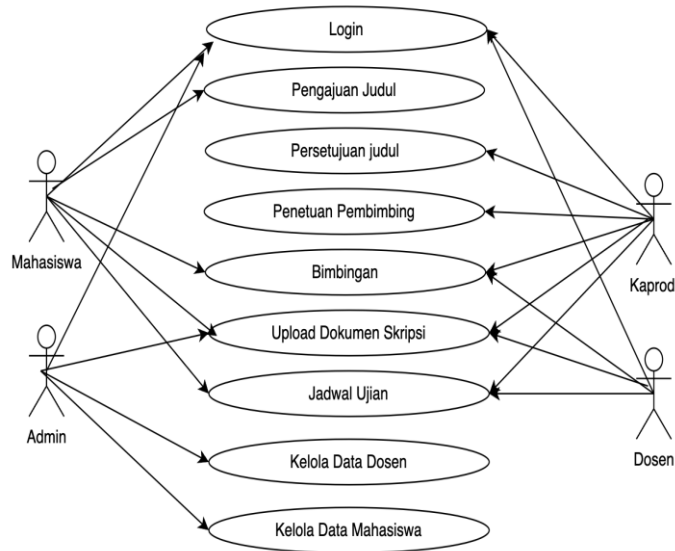 Login
Pengajuan Judul
Persetujuan judul
Penetuan Pembimbing
Mahasiswa
Bimbingan
Kaprod
Upload Dokumen Skripsi
Jadwal Ujian
Admin
Dosen
Kelola Data Dosen
Kelola Data Mahasiswa